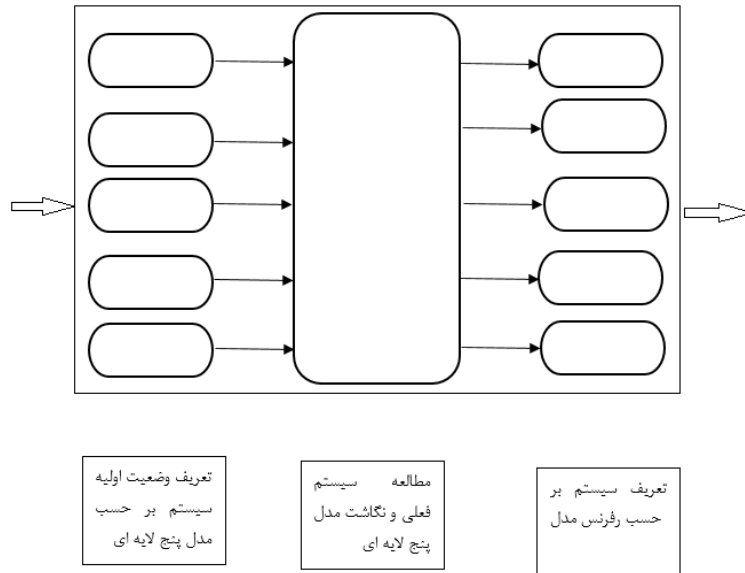 تعریف سیستم بر
حسب رفرنس مدل
مطالعه سیستم
فعلی و نگاشت مدل
پنج لایه ای
تعریف وضعیت اولیه
سیستم بر حسب
مدل پنج لایه ای